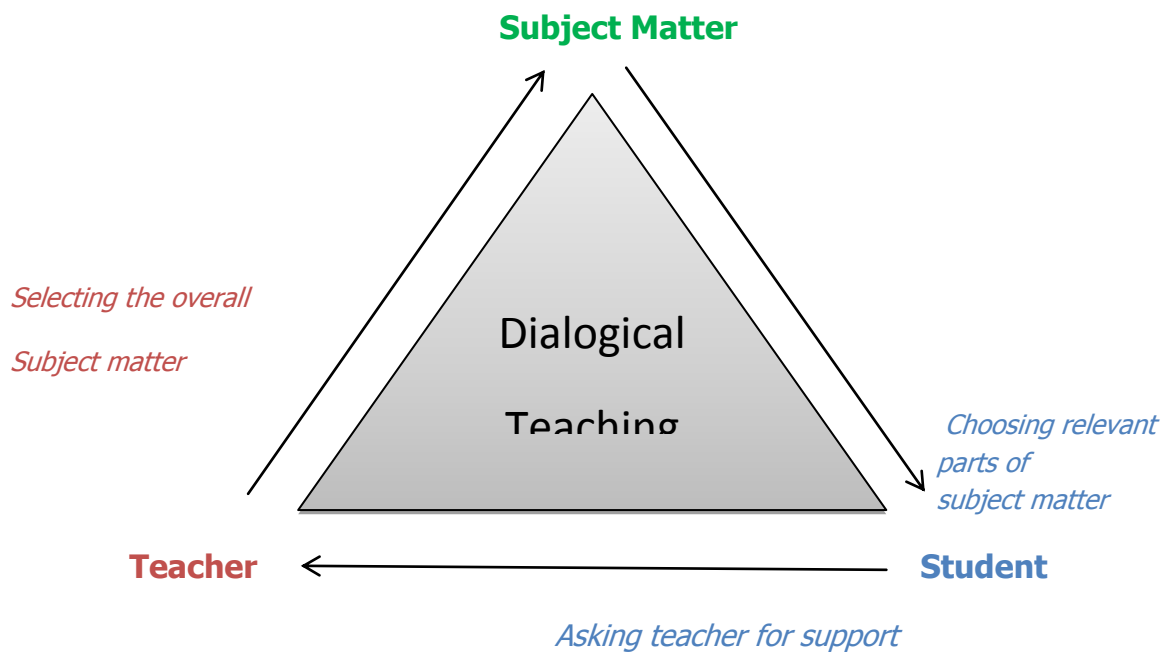 Subject Matter
Selecting the overall
Subject matter
Dialogical
Teaching
Choosing relevant
parts of
subject matter
Teacher
Student
Asking teacher for support